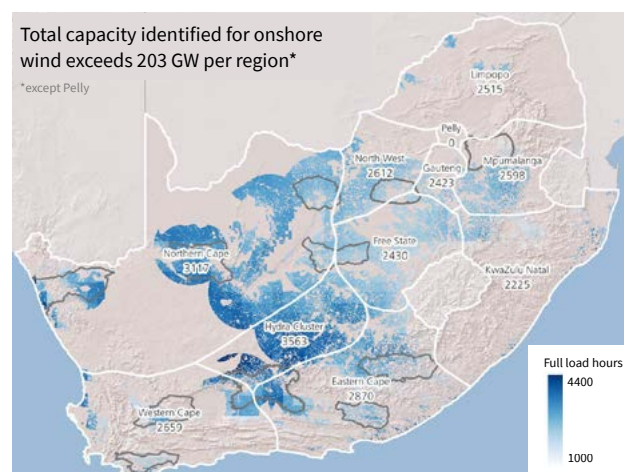 Total capacity identified for onshore
wind exceeds 203 GW per region*
*except Pelly
Limpopo
2515
Pelly
0
North West
2612
Gauteng
2423
Mpumalanga
2598
Northern Cape
3117
Free State
2430
KwaZulu Natal
2225
Hydra Cluster
3563
Eastern Cape
2870
Western Cape
2659
Full load hours
4400
1000